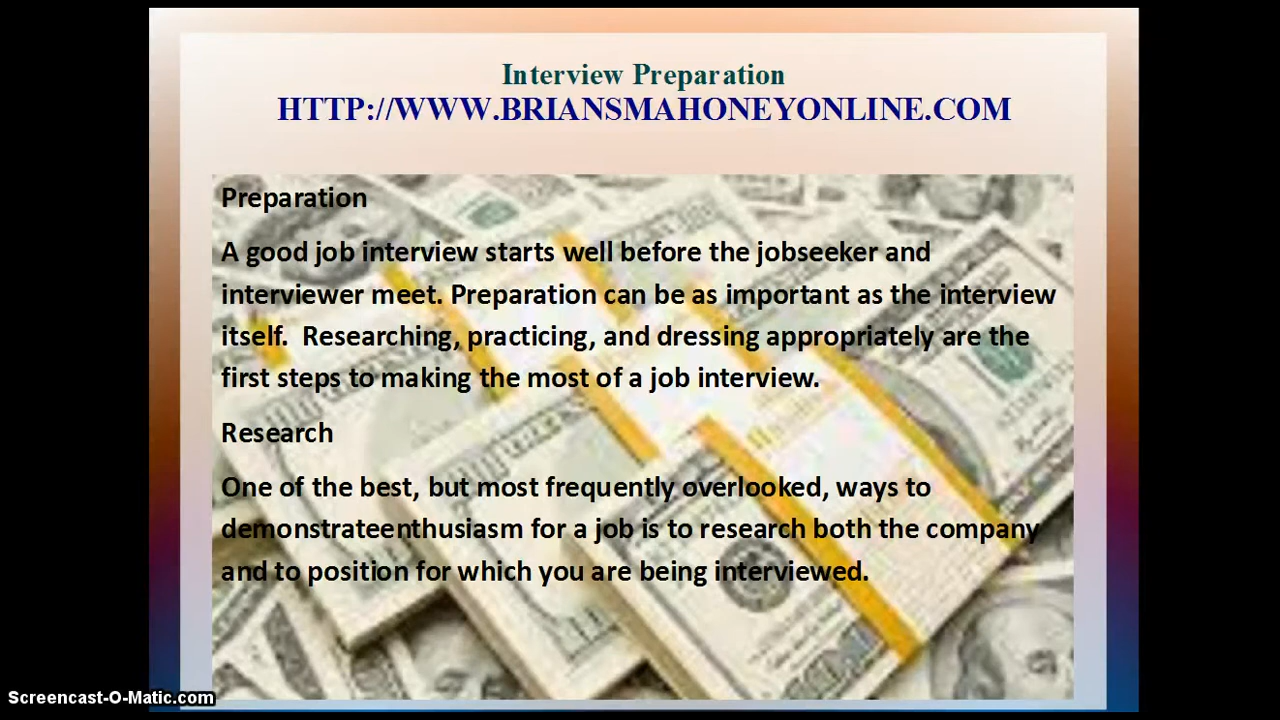 Interview Preparation
HTTP://WWW.BRIANSMAHONEYONLINE.COM
Preparation
A good job interview starts well before the jobseeker and
interviewer meet. Preparation can be as important as the interview
itself.  Researching, practicing, and dressing appropriately are the
first steps to making the most of a job interview.
Research
One of the best, but most frequently overlooked, ways to
demonstrateenthusiasm for a job is to research both the company
and to position for which you are being interviewed.
Screencast-O-Matic.com